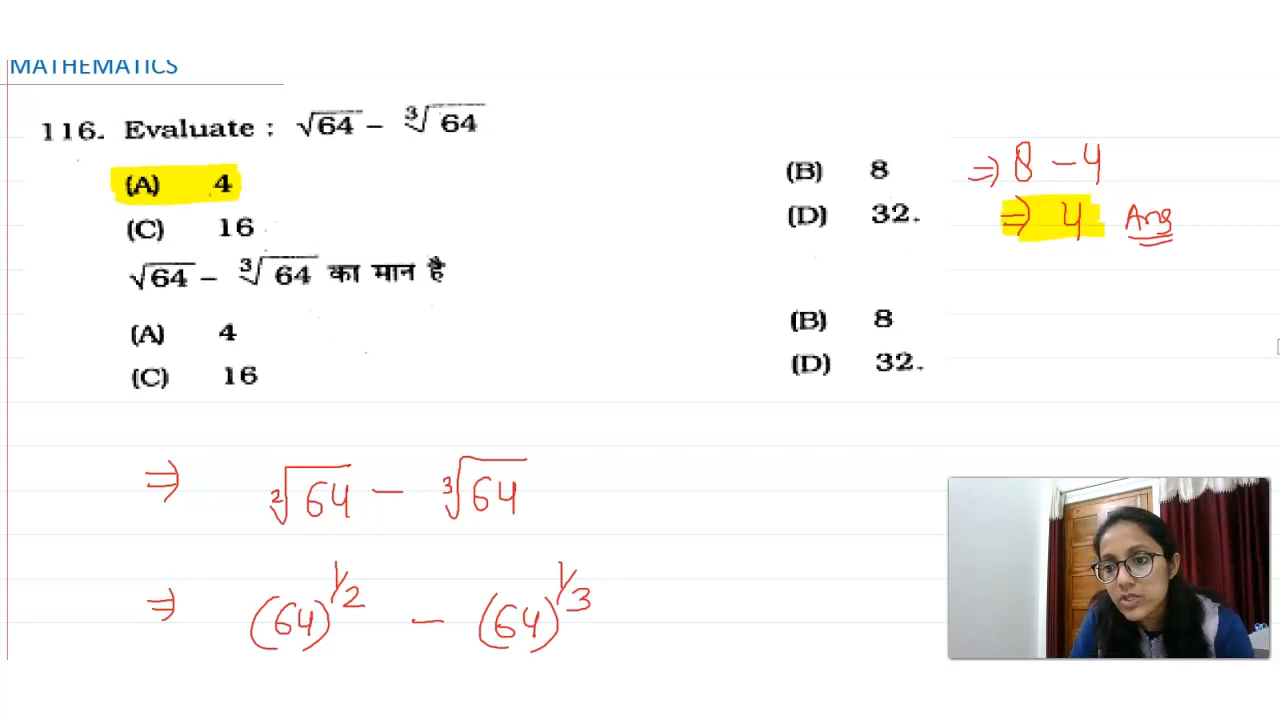 MATHEMATICS
116. Evaluate : √64 – ∛64
(A) 4
(B) 8
(C) 16
(D) 32.
√64 – ∛64 का मान है
(A) 4
(B) 8
(C) 16
(D) 32.
⇒ ²√64 – ³√64
⇒ (64)^1/2 – (64)^1/3
⇒ 8 – 4
⇒ 4 Ans